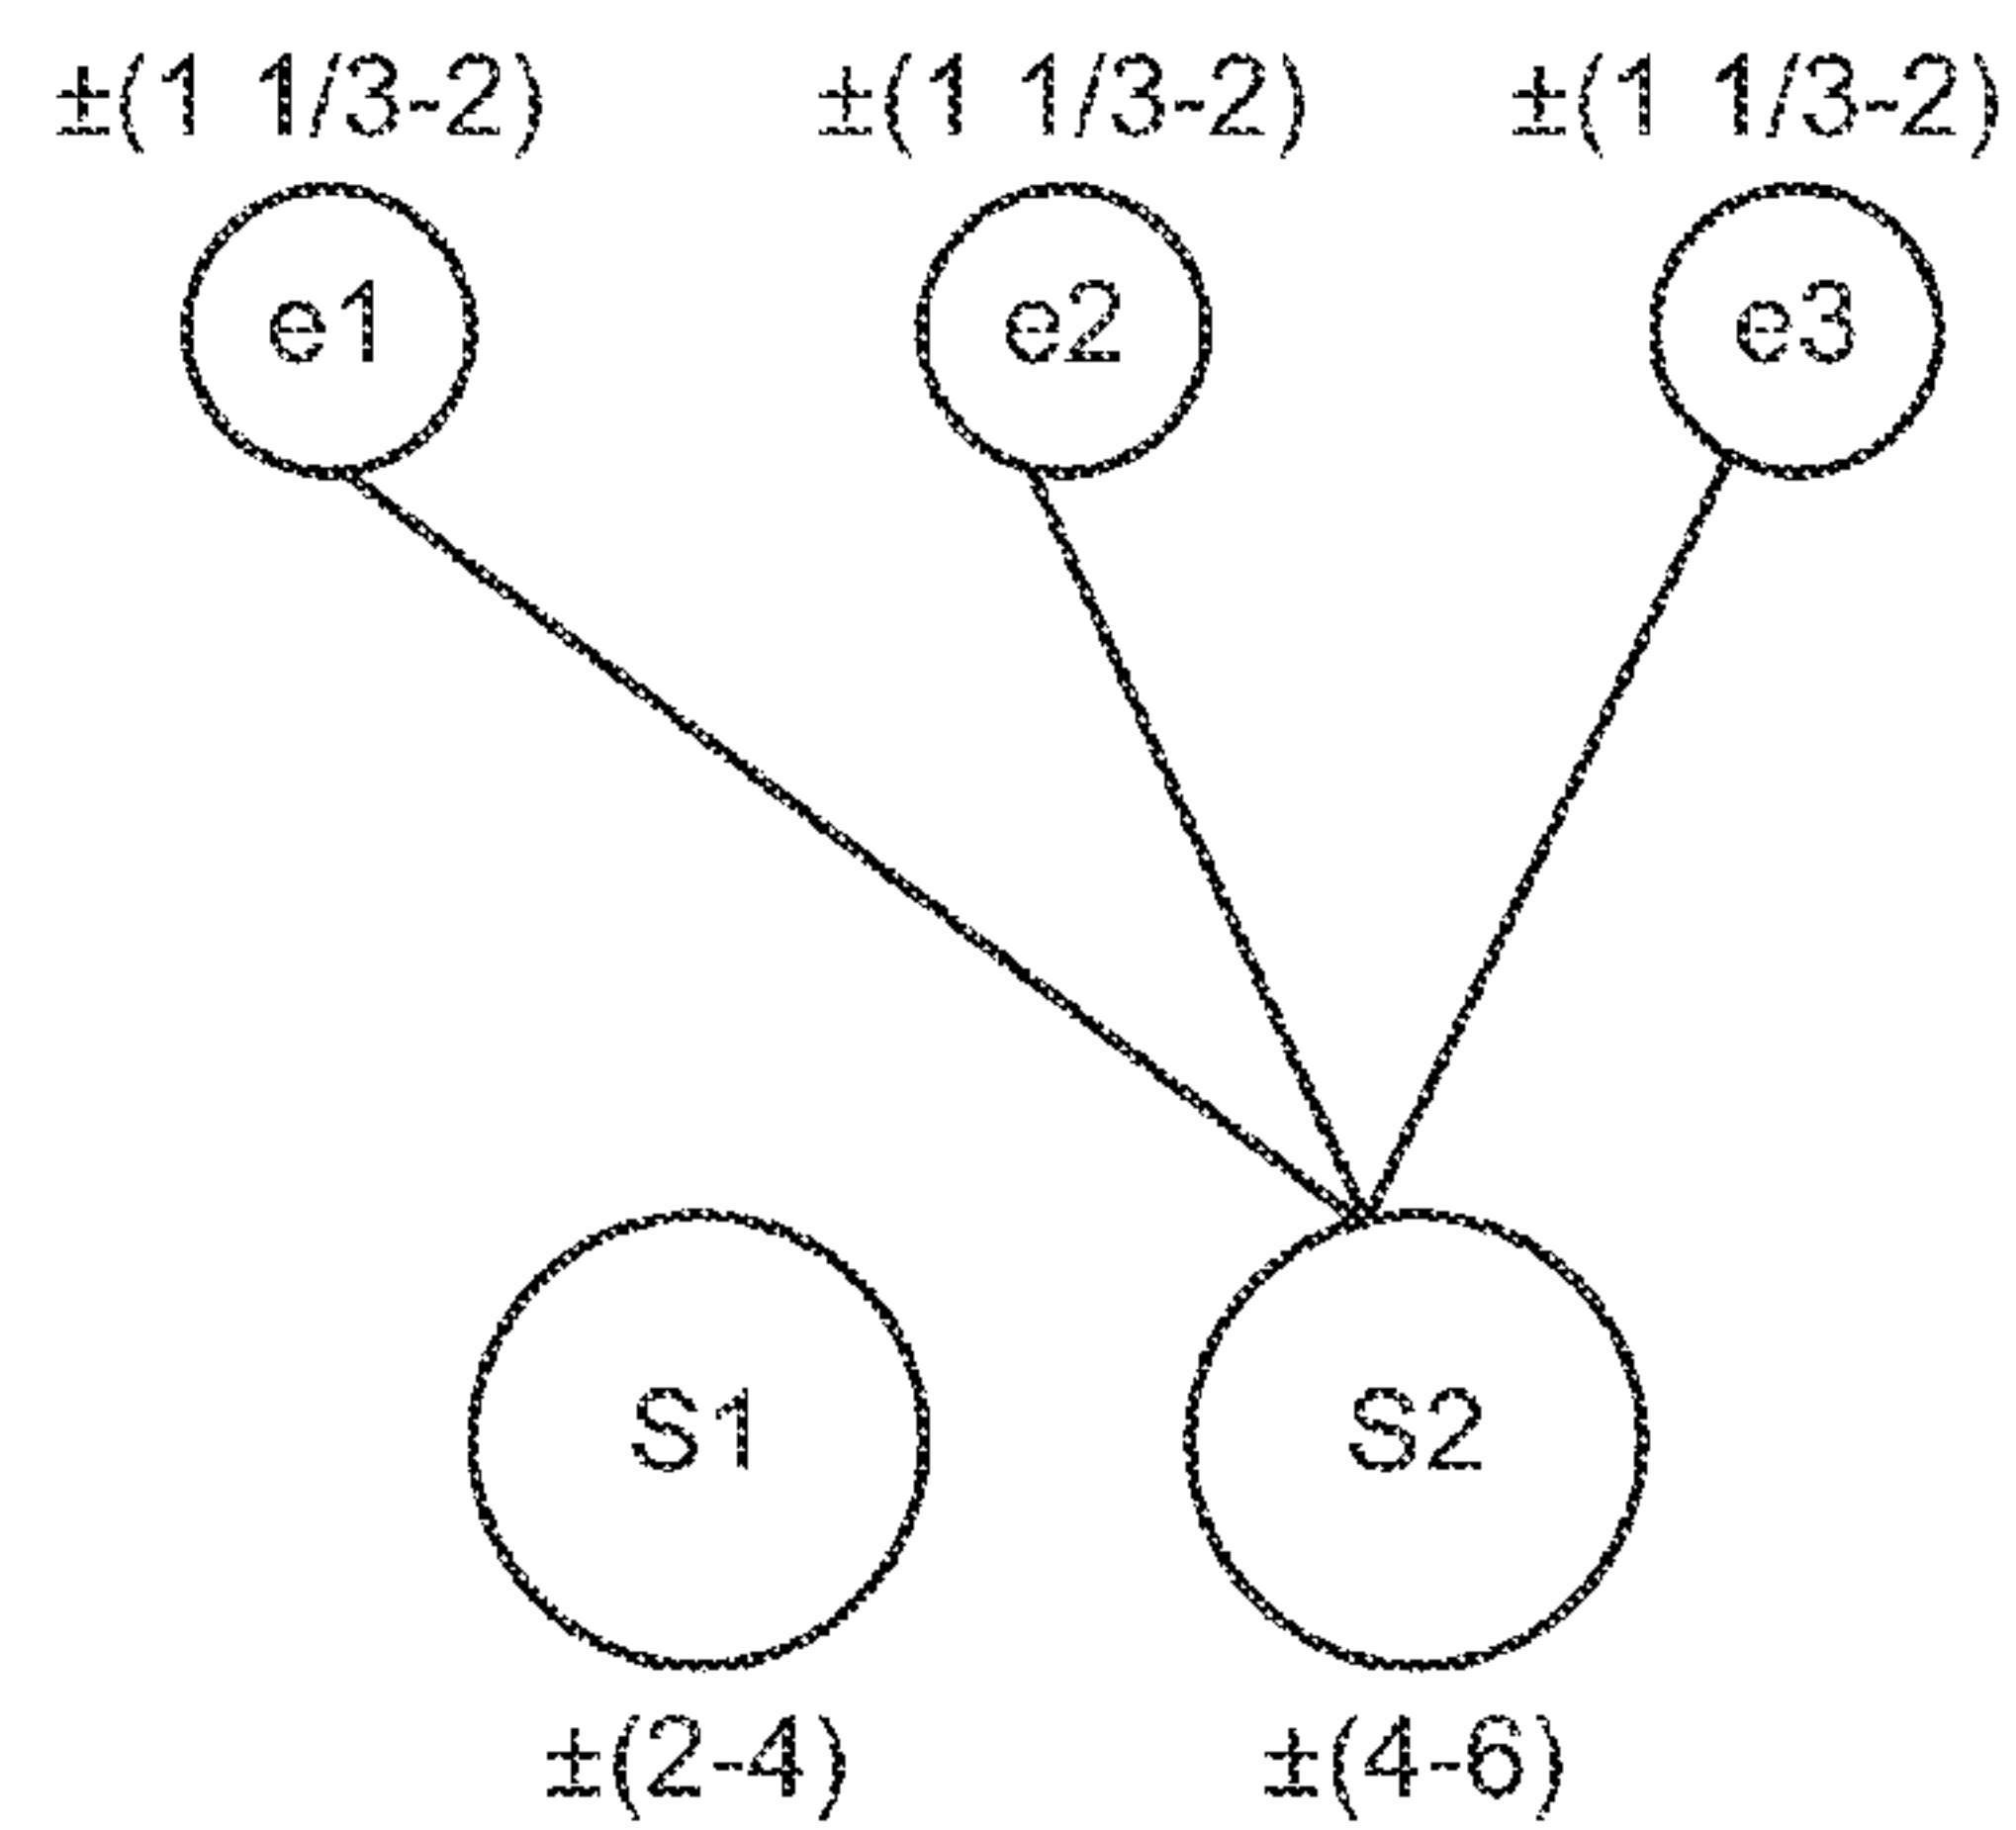 ±(1 1/3-2) ±(1 1/3-2) ±(1 1/3-2)
e1 e2 e3
S1 S2
±(2-4) ±(4-6)